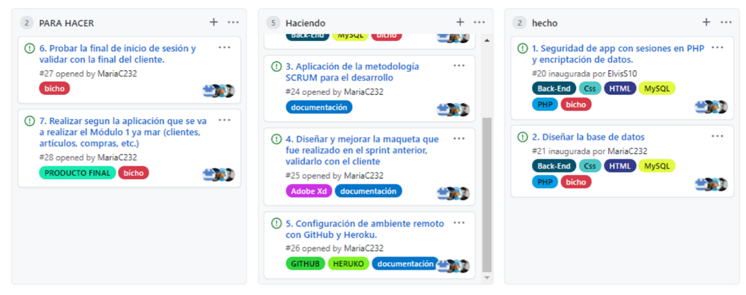 2 PARA HACER
6. Probar la final de inicio de sesión y
validar con la final del cliente.
#27 opened by MariaC232
bicho
7. Realizar segun la aplicación que se va
a realizar el Módulo 1 ya mar (clientes,
artículos, compras, etc.)
#28 opened by MariaC232
PRODUCTO FINAL bicho
5 Haciendo
Back-End MySQL bicho
3. Aplicación de la metodología
SCRUM para el desarrollo
#24 opened by MariaC232
documentación
4. Diseñar y mejorar la maqueta que
fue realizado en el sprint anterior,
validarlo con el cliente
#25 opened by MariaC232
Adobe Xd documentación
5. Configuración de ambiente remoto
con GitHub y Heroku.
#26 opened by MariaC232
GITHUB HERUKO documentación
2 hecho
1. Seguridad de app con sesiones en PHP
y encriptación de datos.
#20 inaugurada por ElvisS10
Back-End Css HTML MySQL
PHP bicho
2. Diseñar la base de datos
#21 inaugurada por MariaC232
Back-End Css HTML MySQL
PHP bicho